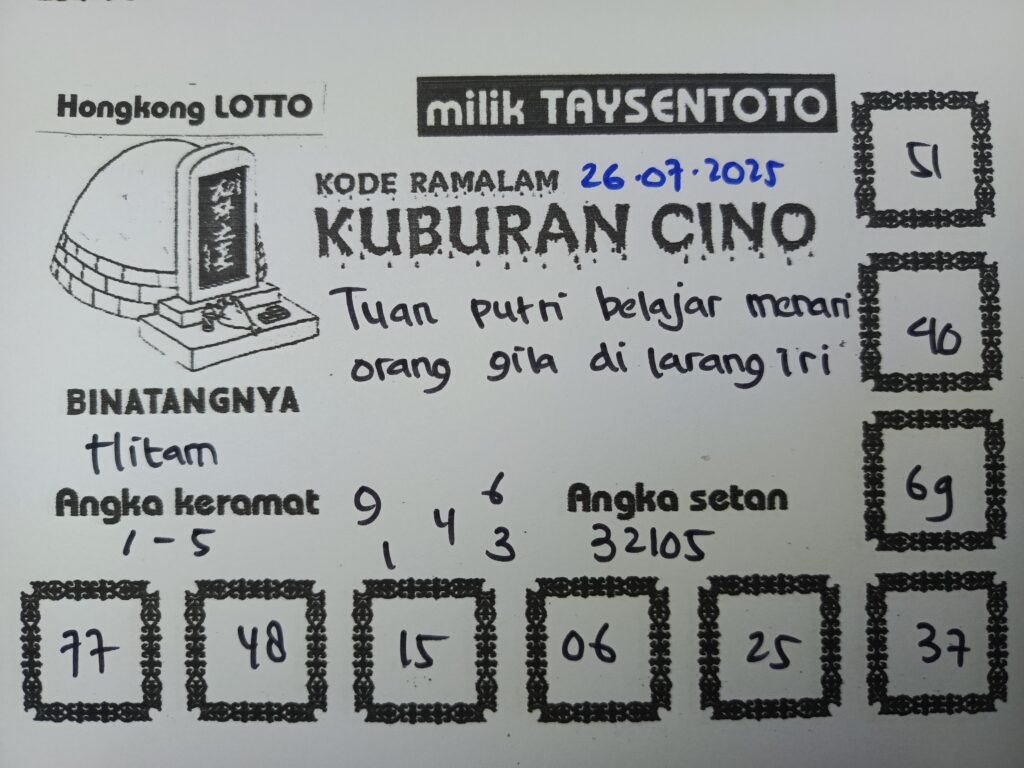 Hongkong LOTTO
milik TAYSENTOTO
KODE RAMALAM 26.07.2025
KUBURAN CINO
Tuan putri belajar menari
orang gila di larang Iri
BINATANGNYA
Hitam
Angka keramat
1-5
9 6
4
1 3
Angka setan
32105
51
40
69
77 48 15 06 25 37